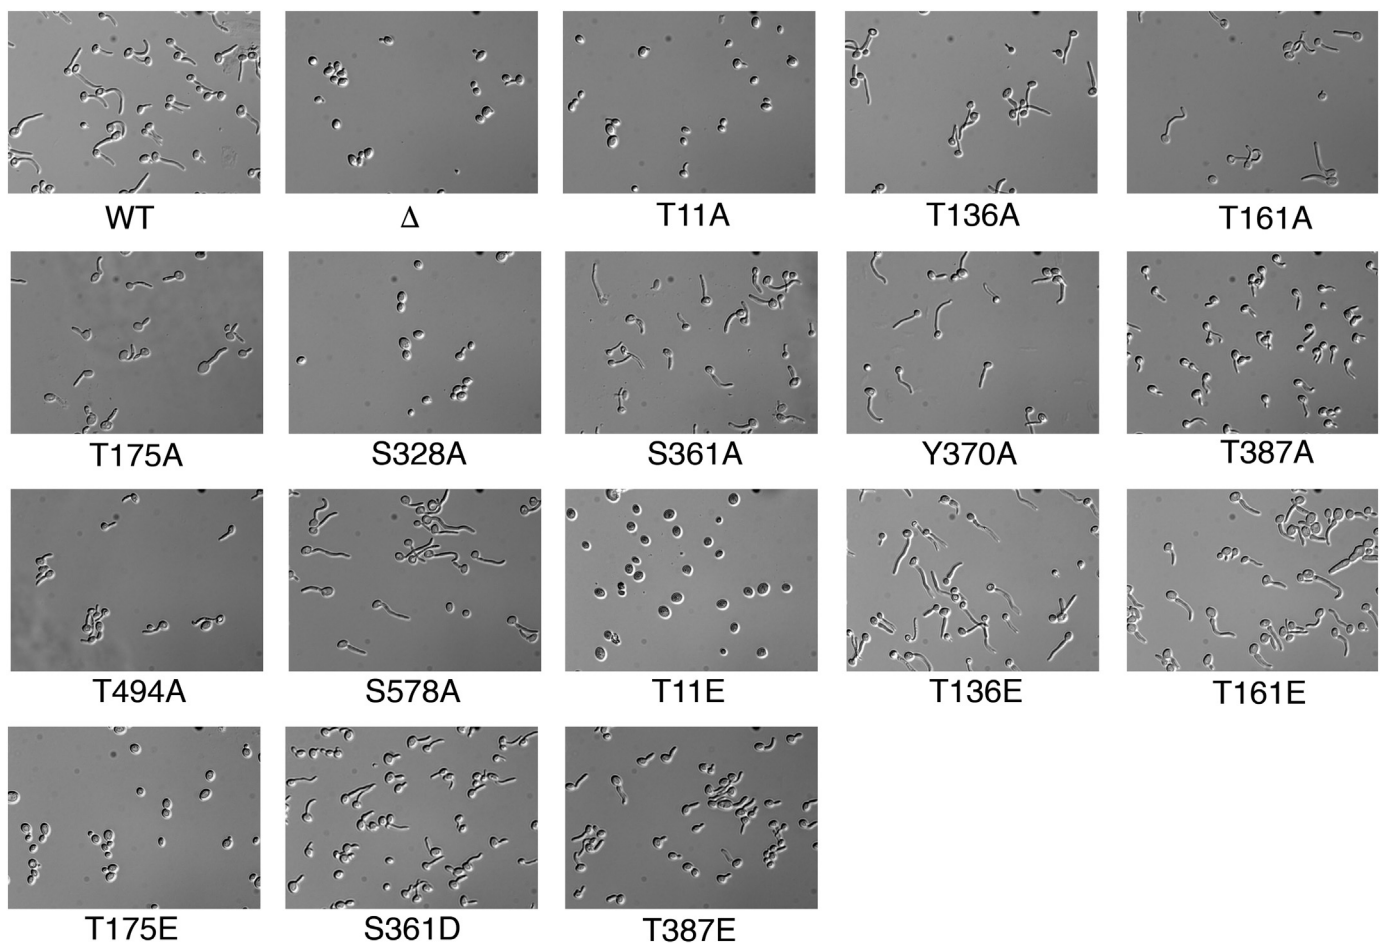 WT Δ T11A T136A T161A
T175A S328A S361A Y370A T387A
T494A S578A T11E T136E T161E
T175E S361D T387E